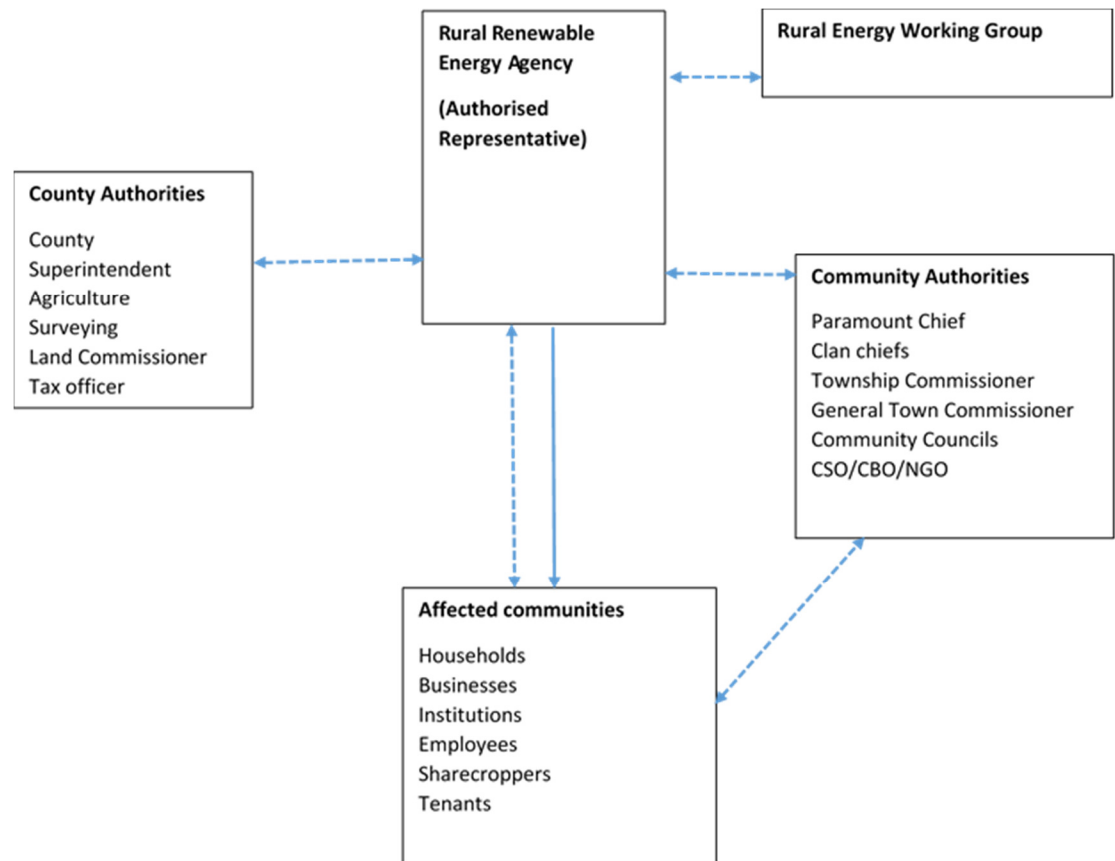 Rural Renewable
Energy Agency
(Authorised
Representative)
Rural Energy Working Group
County Authorities
County
Superintendent
Agriculture
Surveying
Land Commissioner
Tax officer
Community Authorities
Paramount Chief
Clan chiefs
Township Commissioner
General Town Commissioner
Community Councils
CSO/CBO/NGO
Affected communities
Households
Businesses
Institutions
Employees
Sharecroppers
Tenants